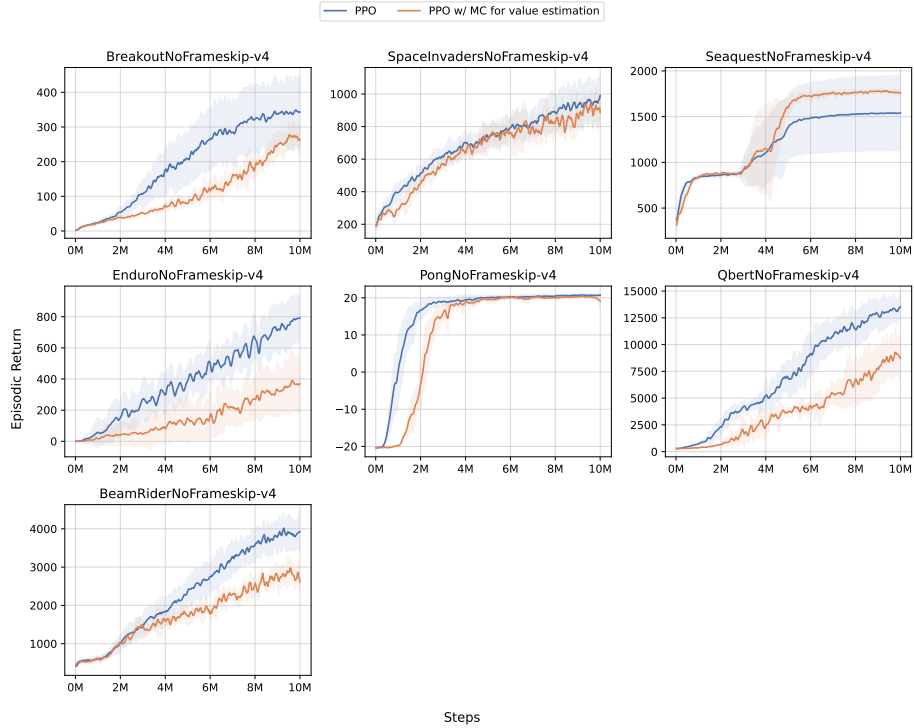 PPO PPO w/ MC for value estimation
BreakoutNoFrameskip-v4
400
300
200
100
0
0M 2M 4M 6M 8M 10M
SpaceInvadersNoFrameskip-v4
1000
800
600
400
200
0M 2M 4M 6M 8M 10M
SeaquestNoFrameskip-v4
2000
1500
1000
500
0M 2M 4M 6M 8M 10M
Episodic Return
EnduroNoFrameskip-v4
800
600
400
200
0
0M 2M 4M 6M 8M 10M
PongNoFrameskip-v4
20
10
0
−10
−20
0M 2M 4M 6M 8M 10M
QbertNoFrameskip-v4
15000
12500
10000
7500
5000
2500
0
0M 2M 4M 6M 8M 10M
BeamRiderNoFrameskip-v4
4000
3000
2000
1000
0M 2M 4M 6M 8M 10M
Steps